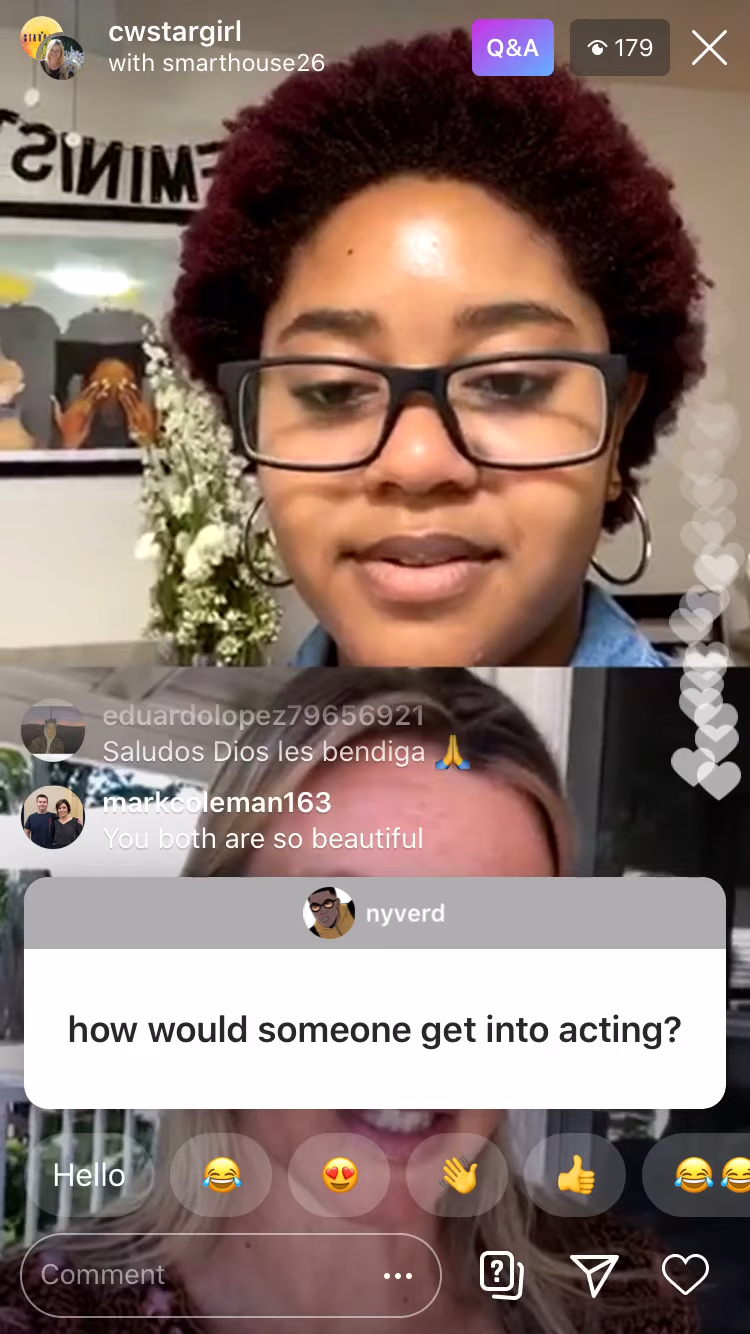 cwstargirl
with smarthouse26
Q&A
179
EMINIST
eduardolopez79656921
Saludos Dios les bendiga 🙏
markcoleman163
You both are so beautiful
nyverd
how would someone get into acting?
Hello 😂 😍 👋 👍 😂😂
Comment